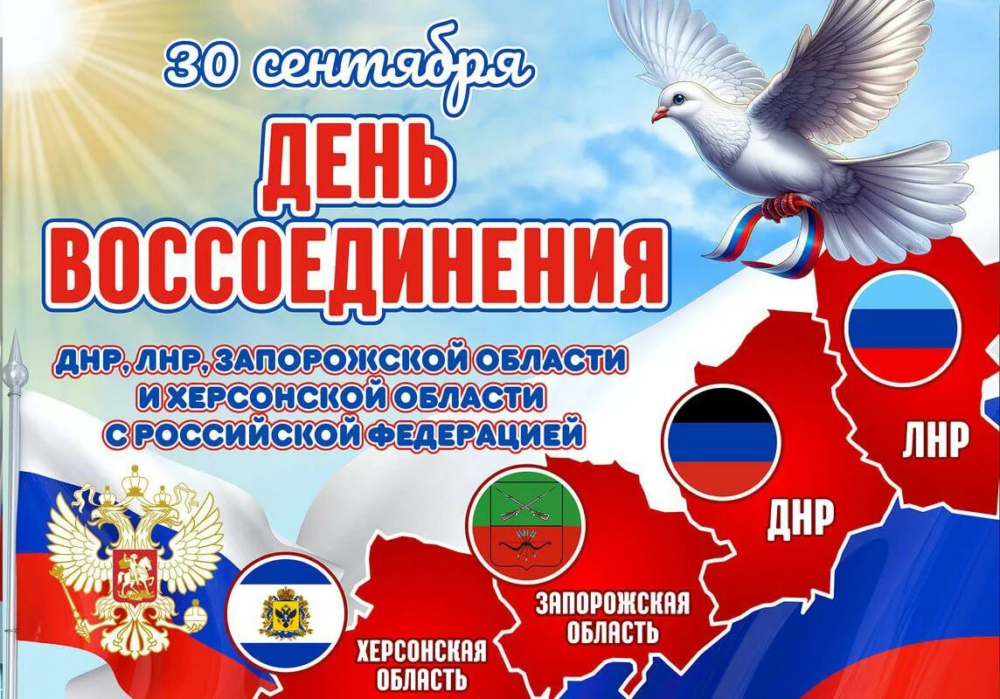 30 сентября
ДЕНЬ
ВОССОЕДИНЕНИЯ
ДНР, ЛНР, ЗАПОРОЖСКОЙ ОБЛАСТИ
И ХЕРСОНСКОЙ ОБЛАСТИ
С РОССИЙСКОЙ ФЕДЕРАЦИЕЙ
ЛНР
ДНР
ЗАПОРОЖСКАЯ
ОБЛАСТЬ
ХЕРСОНСКАЯ
ОБЛАСТЬ